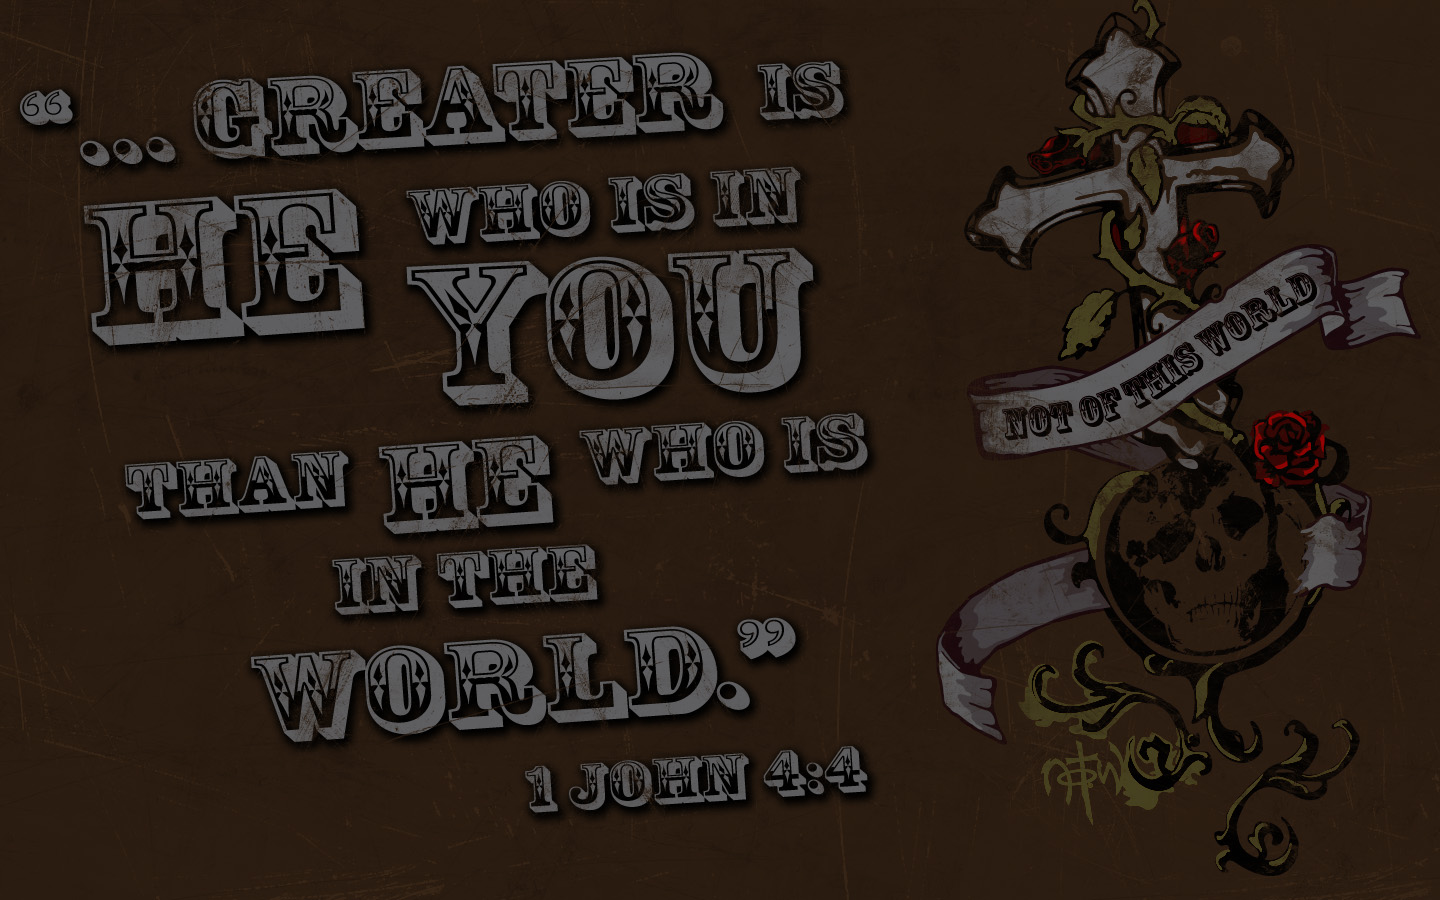 “... GREATER IS
HE WHO IS IN
YOU
THAN HE WHO IS
IN THE
WORLD.”
1 JOHN 4:4
NOT OF THIS WORLD